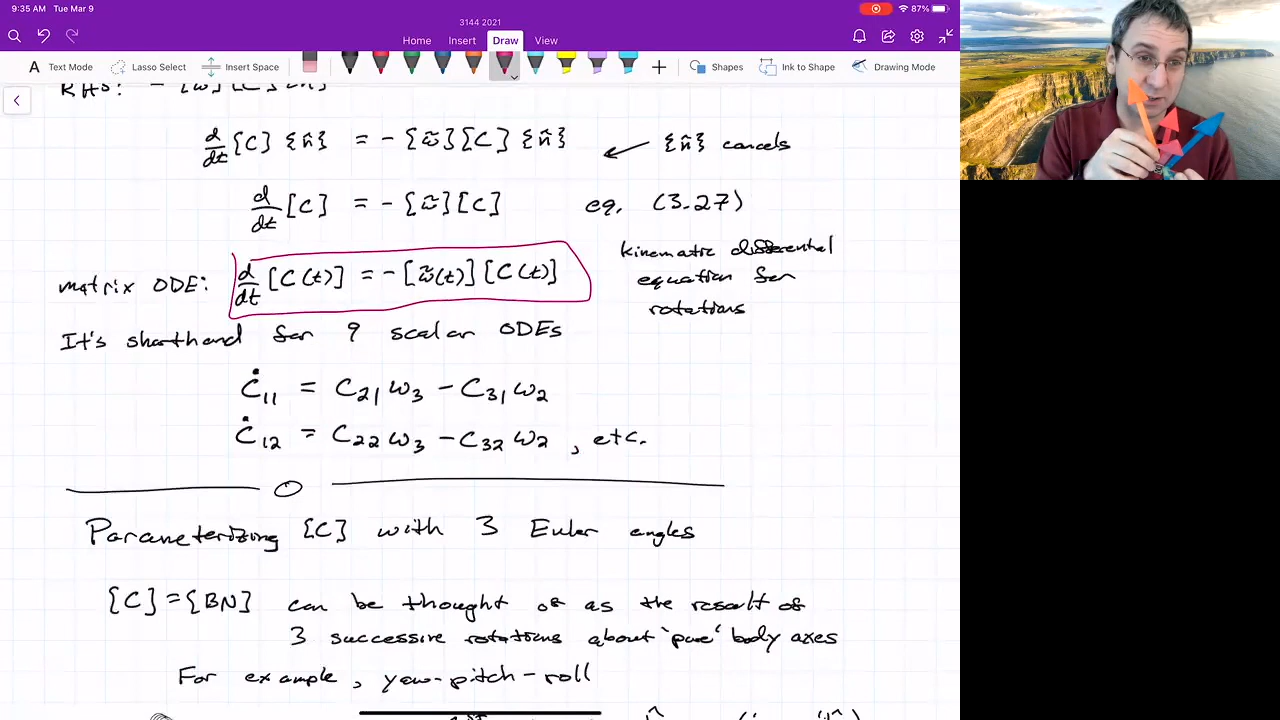 9:35 AM Tue Mar 9
87%
3144 2021
Home Insert Draw View
Text Mode Lasso Select Insert Space Shapes Ink to Shape Drawing Mode
RHS: - [ω̃][C]{n̂}
d/dt [C] {n̂} = - [ω̃][C] {n̂} ← {n̂} cancels
d/dt [C] = - [ω̃][C] eq. (3.27)
kinematic differential
equation for
rotations
matrix ODE: d/dt [C(t)] = - [ω̃(t)][C(t)]
It's shorthand for 9 scalar ODEs
Ċ11 = C21 ω3 - C31 ω2
Ċ12 = C22 ω3 - C32 ω2, etc.
Parameterizing [C] with 3 Euler angles
[C] = [BN] can be thought of as the result of
3 successive rotations about 'pure' body axes
For example, yaw-pitch-roll